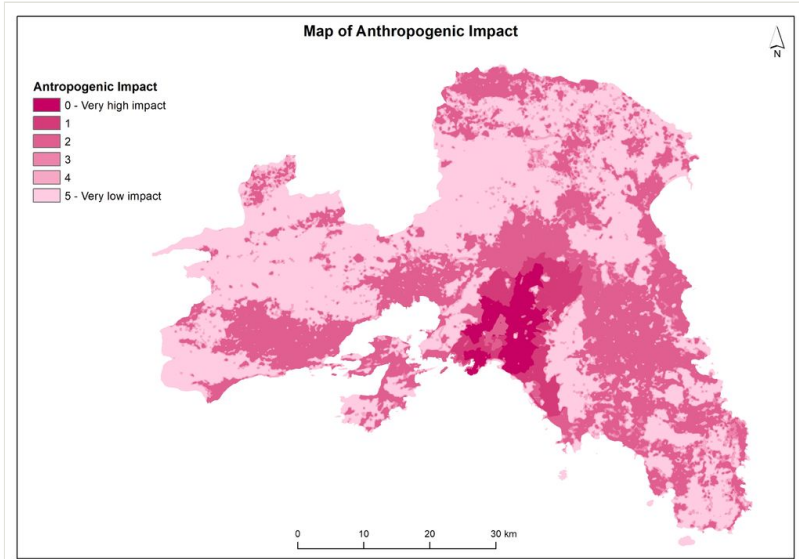 Map of Anthropogenic Impact
N
Antropogenic Impact
0 - Very high impact
1
2
3
4
5 - Very low impact
0 10 20 30 km